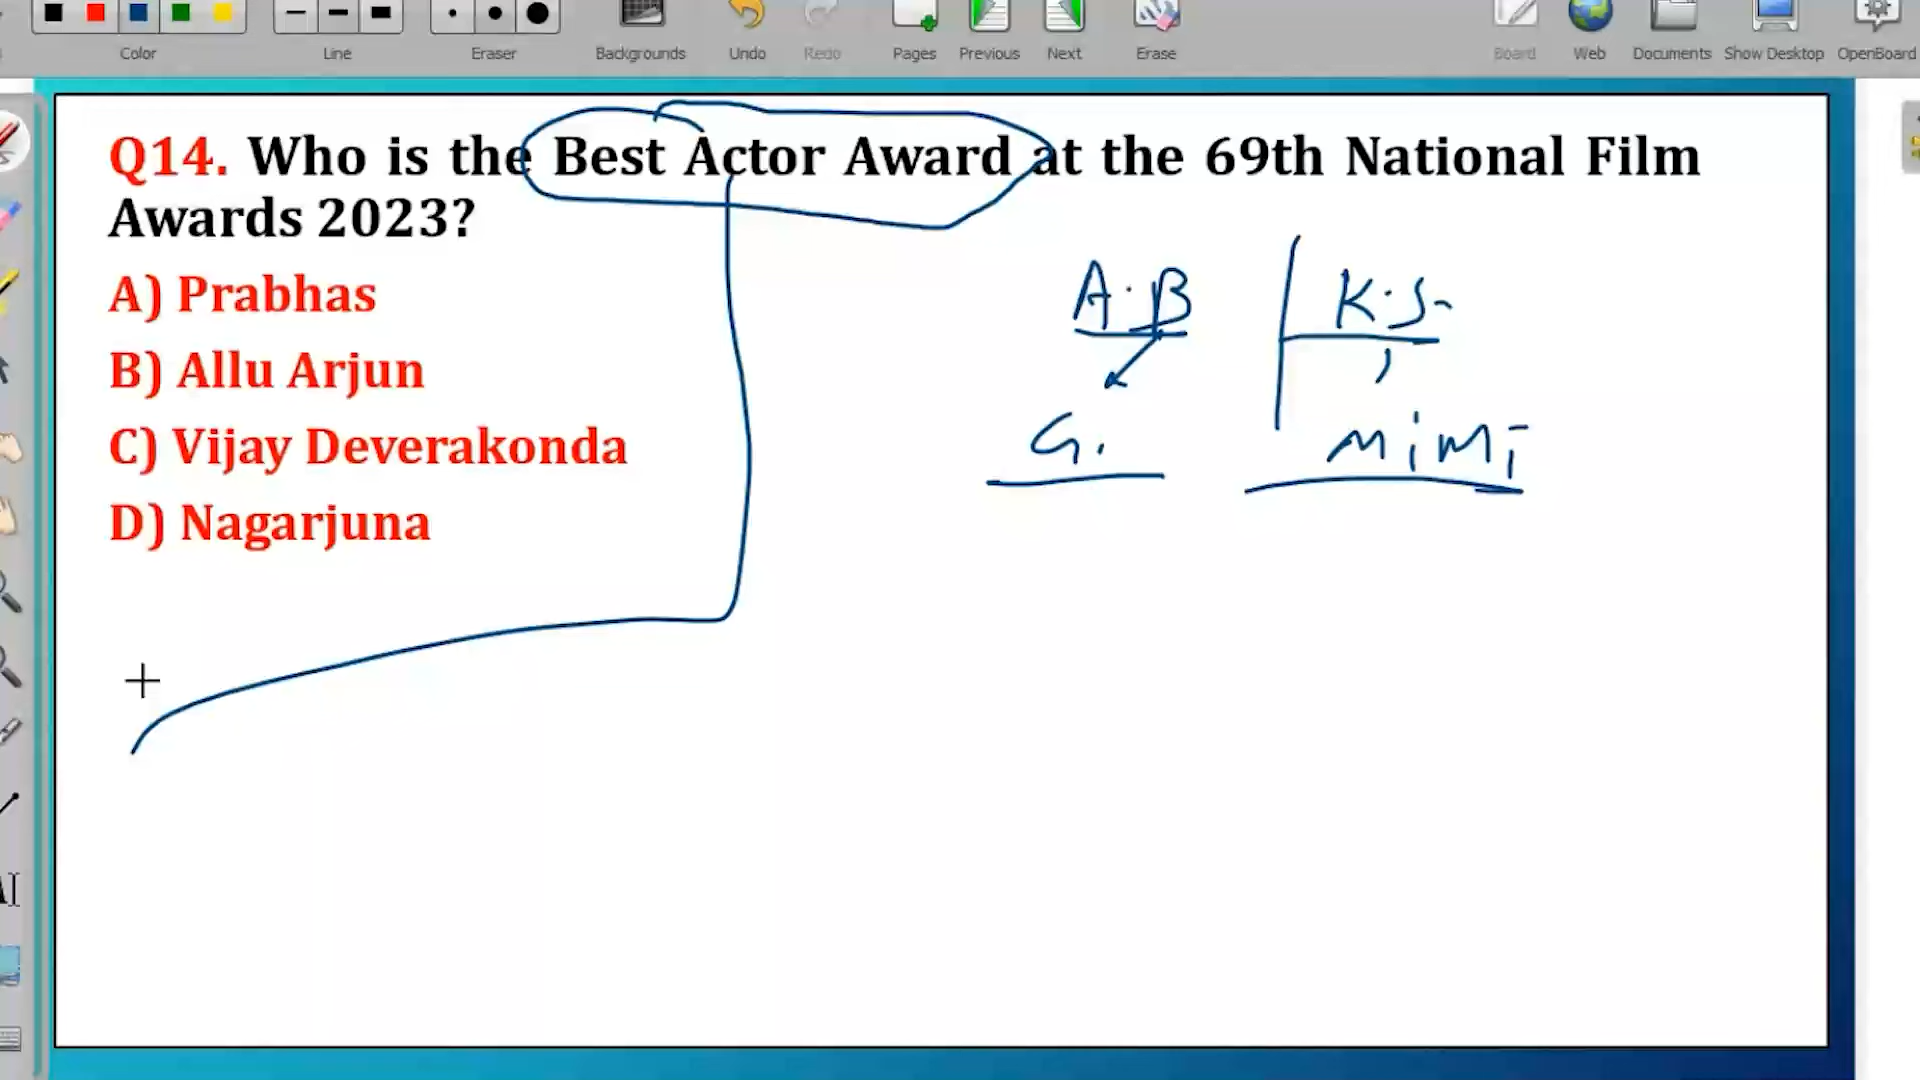 Color Line Eraser Backgrounds Undo Redo Pages Previous Next Erase Board Web Documents Show Desktop OpenBoard
Q14. Who is the Best Actor Award at the 69th National Film
Awards 2023?
A) Prabhas
B) Allu Arjun
C) Vijay Deverakonda
D) Nagarjuna
A.B K.S.
G. MiMi